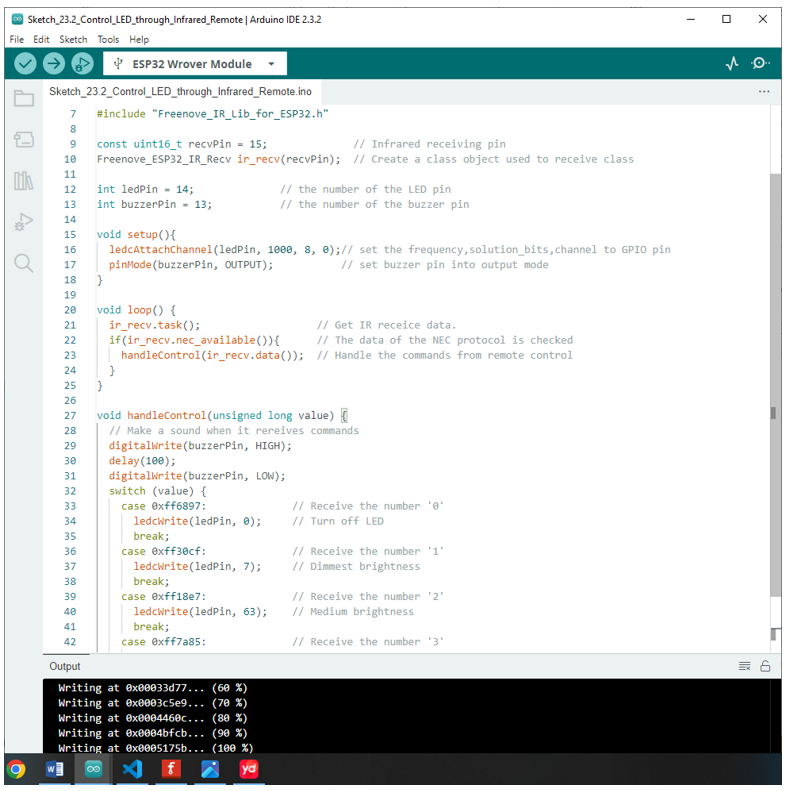 Sketch_23.2_Control_LED_through_Infrared_Remote | Arduino IDE 2.3.2
File Edit Sketch Tools Help
ESP32 Wrover Module
Sketch_23.2_Control_LED_through_Infrared_Remote.ino
7 #include "Freenove_IR_Lib_for_ESP32.h"
8
9 const uint16_t recvPin = 15; // Infrared receiving pin
10 Freenove_ESP32_IR_Recv ir_recv(recvPin); // Create a class object used to receive class
11
12 int ledPin = 14; // the number of the LED pin
13 int buzzerPin = 13; // the number of the buzzer pin
14
15 void setup(){
16 ledcAttachChannel(ledPin, 1000, 8, 0);// set the frequency,solution_bits,channel to GPIO pin
17 pinMode(buzzerPin, OUTPUT); // set buzzer pin into output mode
18 }
19
20 void loop() {
21 ir_recv.task(); // Get IR receice data.
22 if(ir_recv.nec_available()){ // The data of the NEC protocol is checked
23 handleControl(ir_recv.data()); // Handle the commands from remote control
24 }
25 }
26
27 void handleControl(unsigned long value) {
28 // Make a sound when it rereives commands
29 digitalWrite(buzzerPin, HIGH);
30 delay(100);
31 digitalWrite(buzzerPin, LOW);
32 switch (value) {
33 case 0xff6897: // Receive the number '0'
34 ledcWrite(ledPin, 0); // Turn off LED
35 break;
36 case 0xff30cf: // Receive the number '1'
37 ledcWrite(ledPin, 7); // Dimmest brightness
38 break;
39 case 0xff18e7: // Receive the number '2'
40 ledcWrite(ledPin, 63); // Medium brightness
41 break;
42 case 0xff7a85: // Receive the number '3'
Output
Writing at 0x00033d77... (60 %)
Writing at 0x0003c5e9... (70 %)
Writing at 0x0004460c... (80 %)
Writing at 0x0004bfcb... (90 %)
Writing at 0x0005175b... (100 %)
W
f
yd